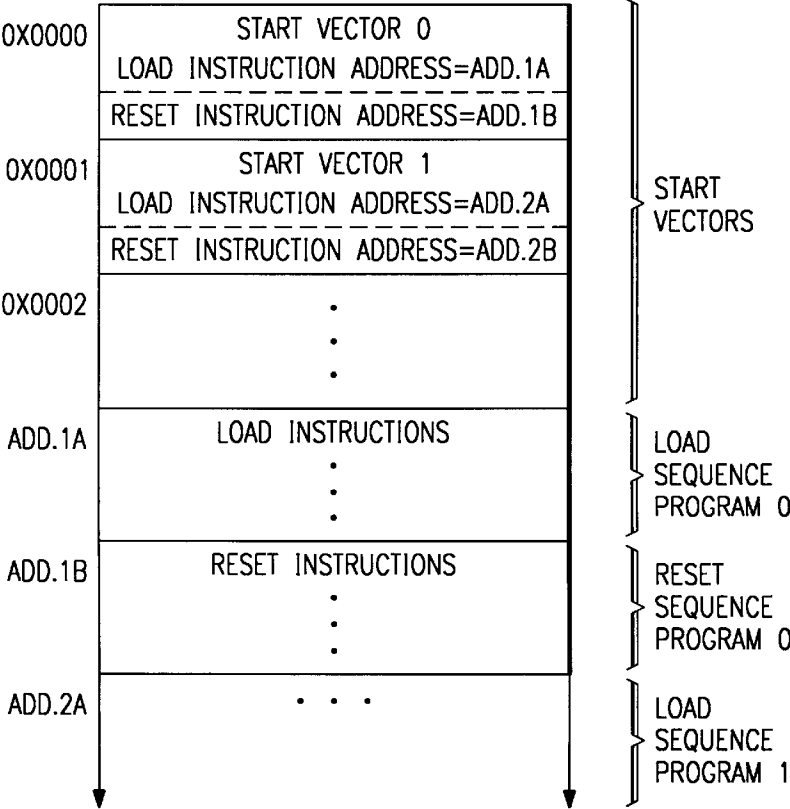 0X0000
START VECTOR 0
LOAD INSTRUCTION ADDRESS=ADD.1A
RESET INSTRUCTION ADDRESS=ADD.1B
0X0001
START VECTOR 1
LOAD INSTRUCTION ADDRESS=ADD.2A
RESET INSTRUCTION ADDRESS=ADD.2B
START
VECTORS
0X0002
ADD.1A
LOAD INSTRUCTIONS
LOAD
SEQUENCE
PROGRAM 0
ADD.1B
RESET INSTRUCTIONS
RESET
SEQUENCE
PROGRAM 0
ADD.2A
. . .
LOAD
SEQUENCE
PROGRAM 1